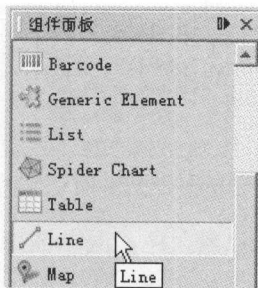 组件面板
Barcode
Generic Element
List
Spider Chart
Table
Line
Map
Line